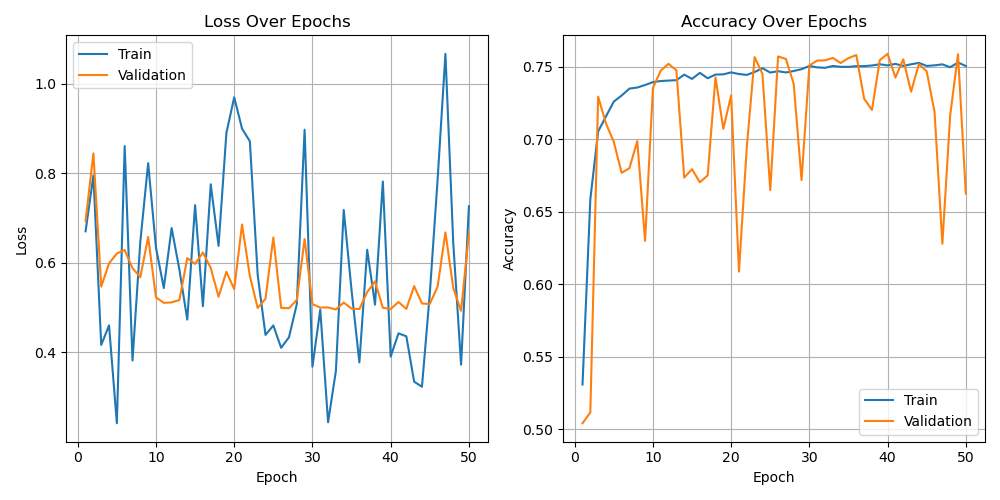 Loss Over Epochs
Train
Validation
1.0
0.8
0.6
0.4
Loss
0 10 20 30 40 50
Epoch
Accuracy Over Epochs
0.75
0.70
0.65
0.60
0.55
0.50
Accuracy
Train
Validation
0 10 20 30 40 50
Epoch